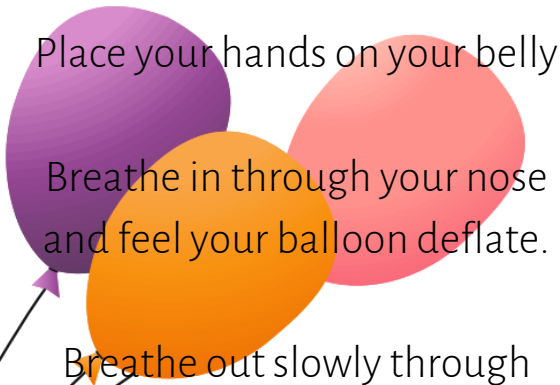 Place your hands on your belly
Breathe in through your nose
and feel your balloon deflate.
Breathe out slowly through